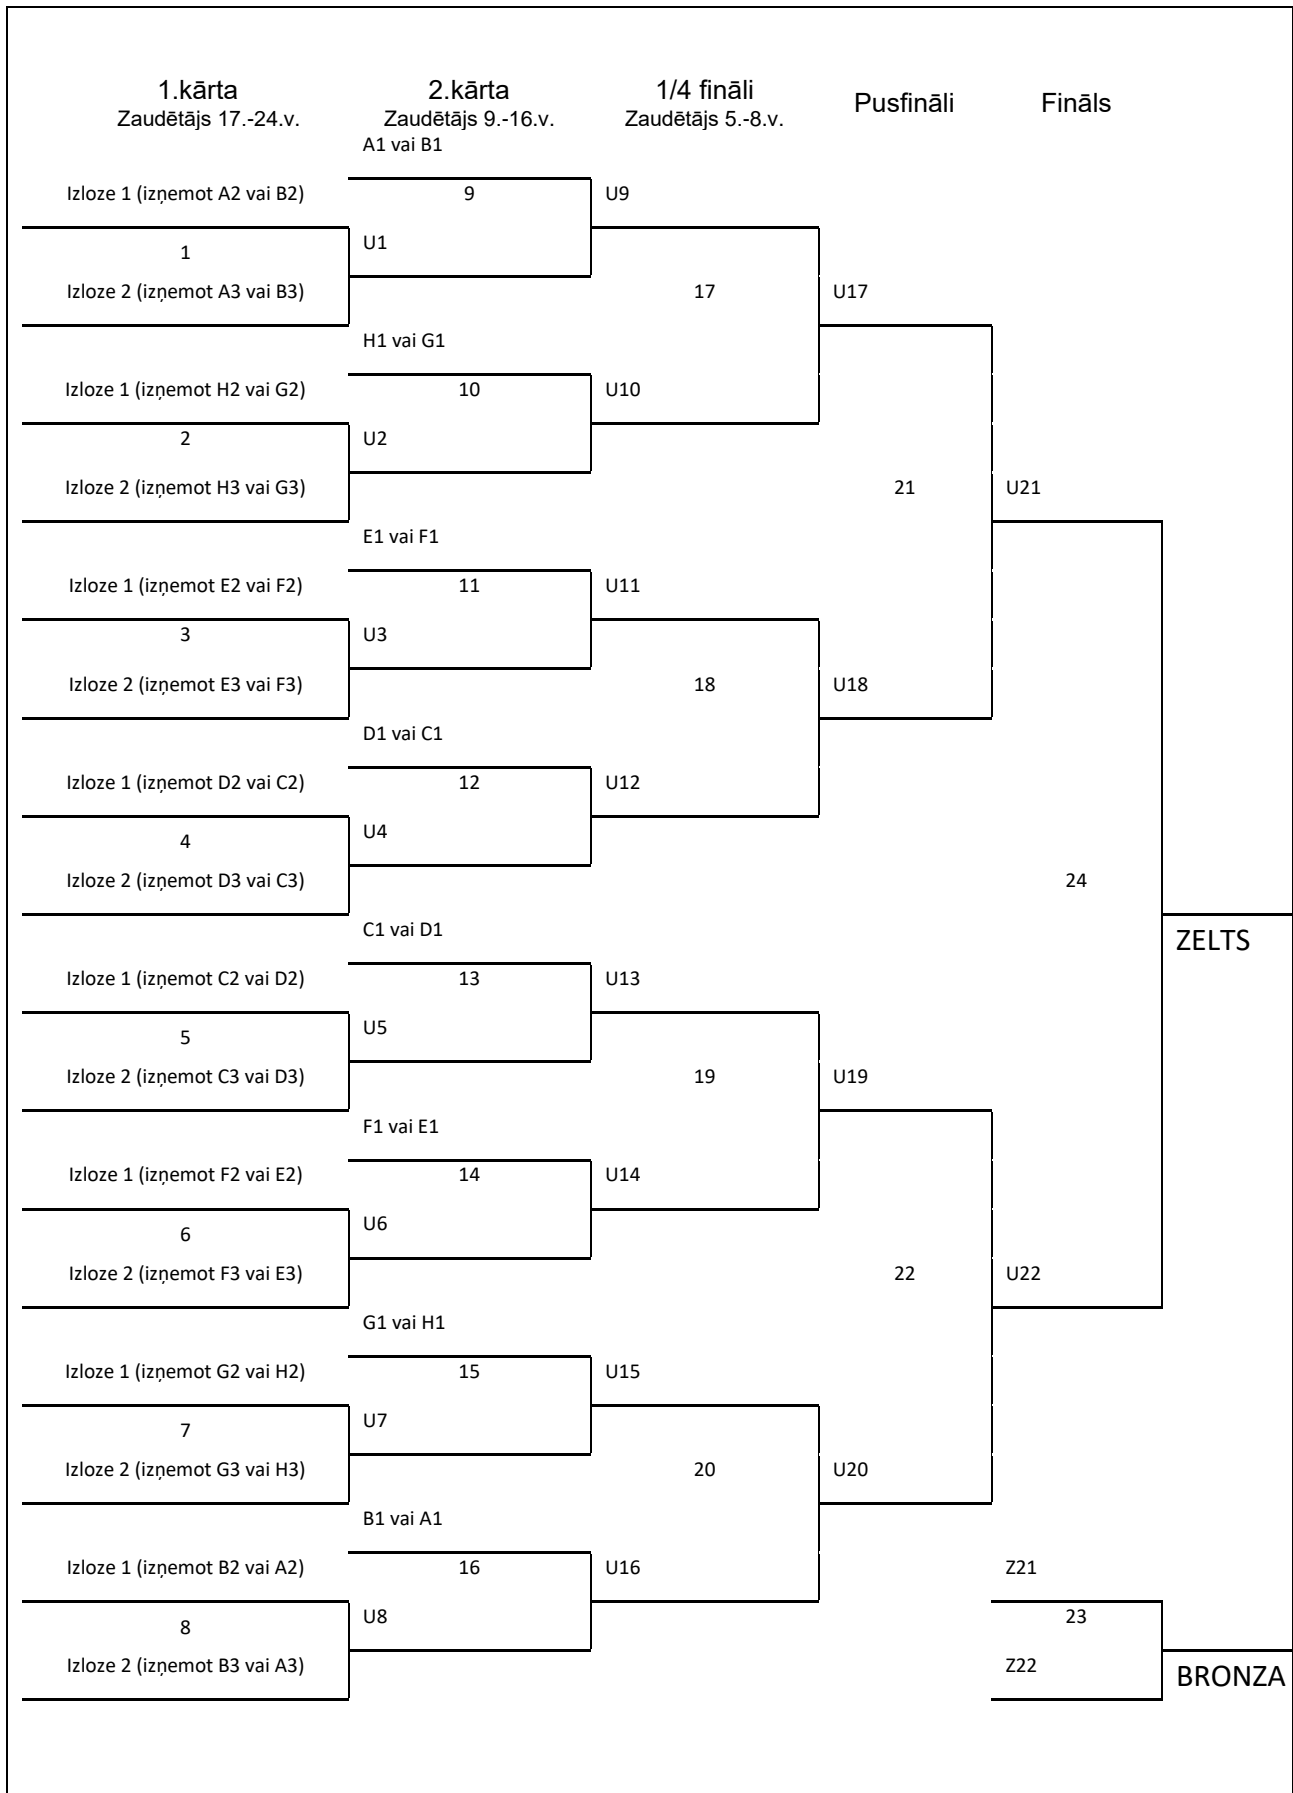 1.kārta
Zaudētājs 17.-24.v.
2.kārta
Zaudētājs 9.-16.v.
1/4 fināli
Zaudētājs 5.-8.v.
Pusfināli
Fināls
A1 vai B1
Izloze 1 (izņemot A2 vai B2)
9
U9
1
U1
Izloze 2 (izņemot A3 vai B3)
17
U17
H1 vai G1
Izloze 1 (izņemot H2 vai G2)
10
U10
2
U2
Izloze 2 (izņemot H3 vai G3)
21
U21
E1 vai F1
Izloze 1 (izņemot E2 vai F2)
11
U11
3
U3
Izloze 2 (izņemot E3 vai F3)
18
U18
D1 vai C1
Izloze 1 (izņemot D2 vai C2)
12
U12
4
U4
Izloze 2 (izņemot D3 vai C3)
24
C1 vai D1
ZELTS
Izloze 1 (izņemot C2 vai D2)
13
U13
5
U5
Izloze 2 (izņemot C3 vai D3)
19
U19
F1 vai E1
Izloze 1 (izņemot F2 vai E2)
14
U14
6
U6
Izloze 2 (izņemot F3 vai E3)
22
U22
G1 vai H1
Izloze 1 (izņemot G2 vai H2)
15
U15
7
U7
Izloze 2 (izņemot G3 vai H3)
20
U20
B1 vai A1
Izloze 1 (izņemot B2 vai A2)
16
U16
Z21
8
U8
23
Izloze 2 (izņemot B3 vai A3)
Z22
BRONZA